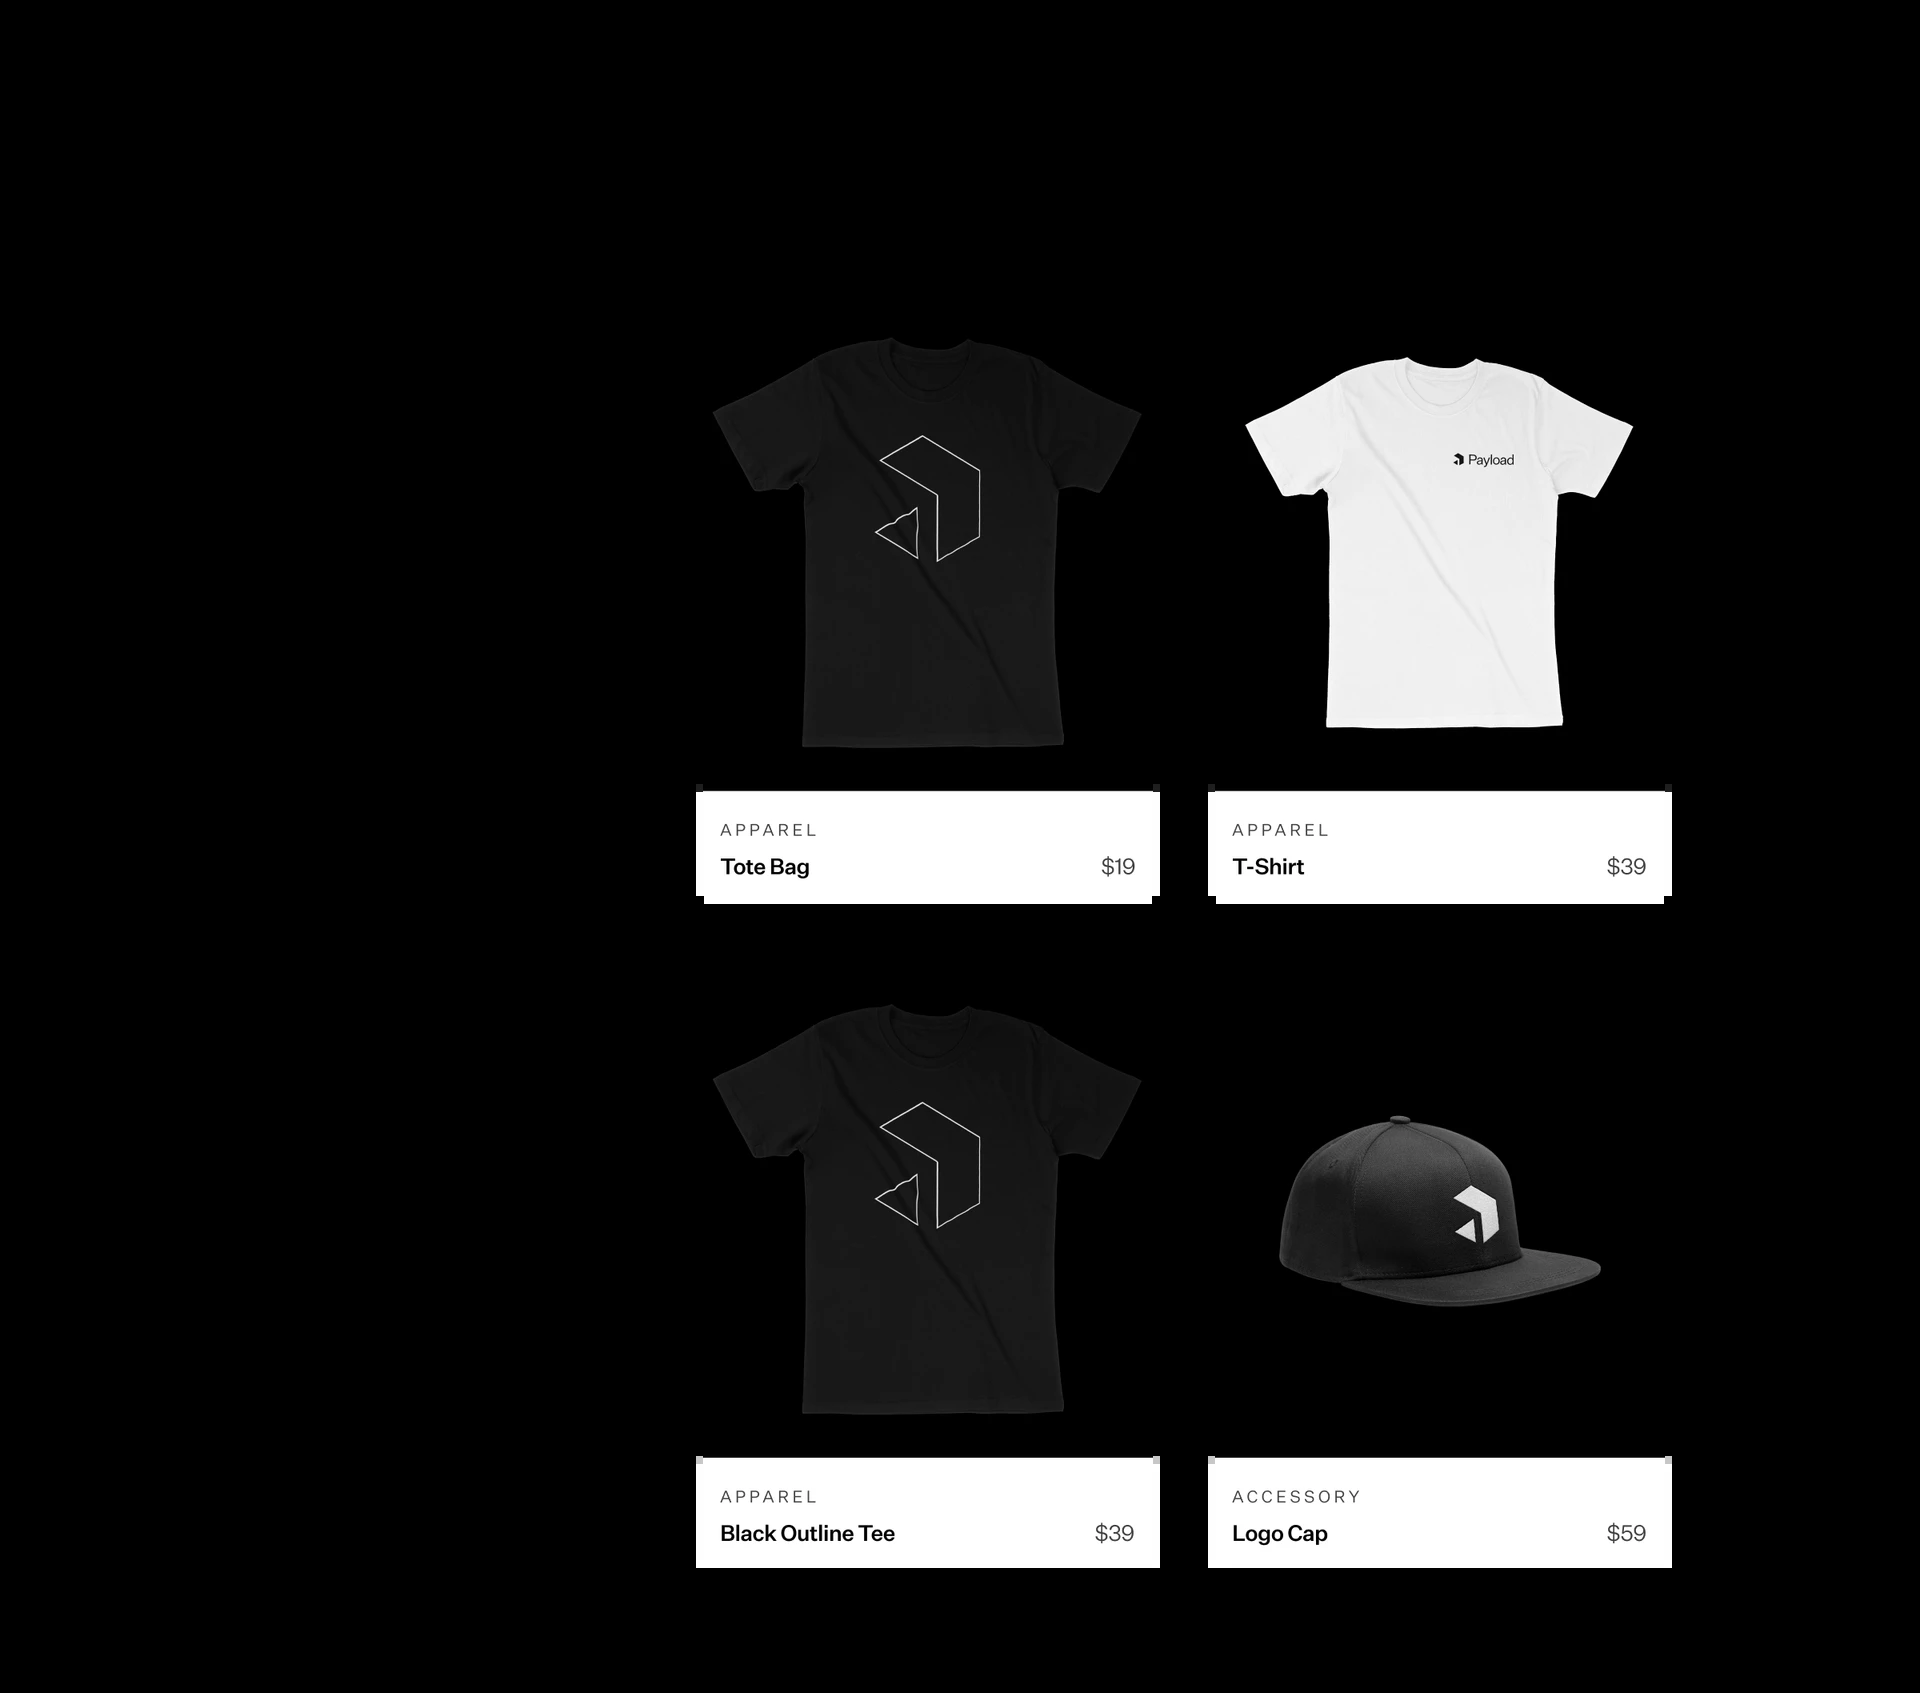 Payload
APPAREL
Tote Bag $19
APPAREL
T-Shirt $39
APPAREL
Black Outline Tee $39
ACCESSORY
Logo Cap $59